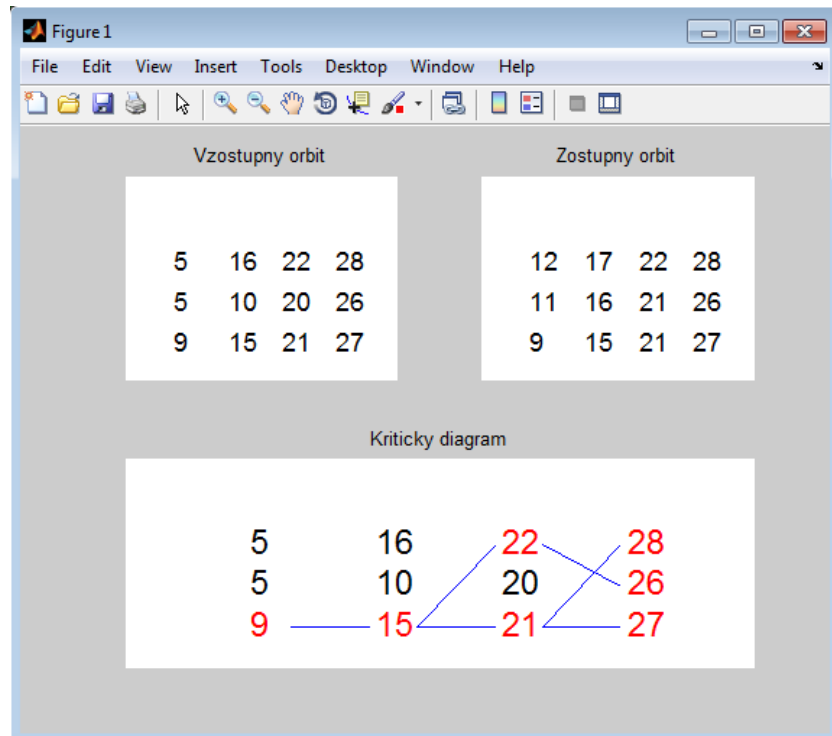 Figure 1
File Edit View Insert Tools Desktop Window Help
Vzostupny orbit
5 16 22 28
5 10 20 26
9 15 21 27
Zostupny orbit
12 17 22 28
11 16 21 26
9 15 21 27
Kriticky diagram
5 16 22 28
5 10 20 26
9 15 21 27